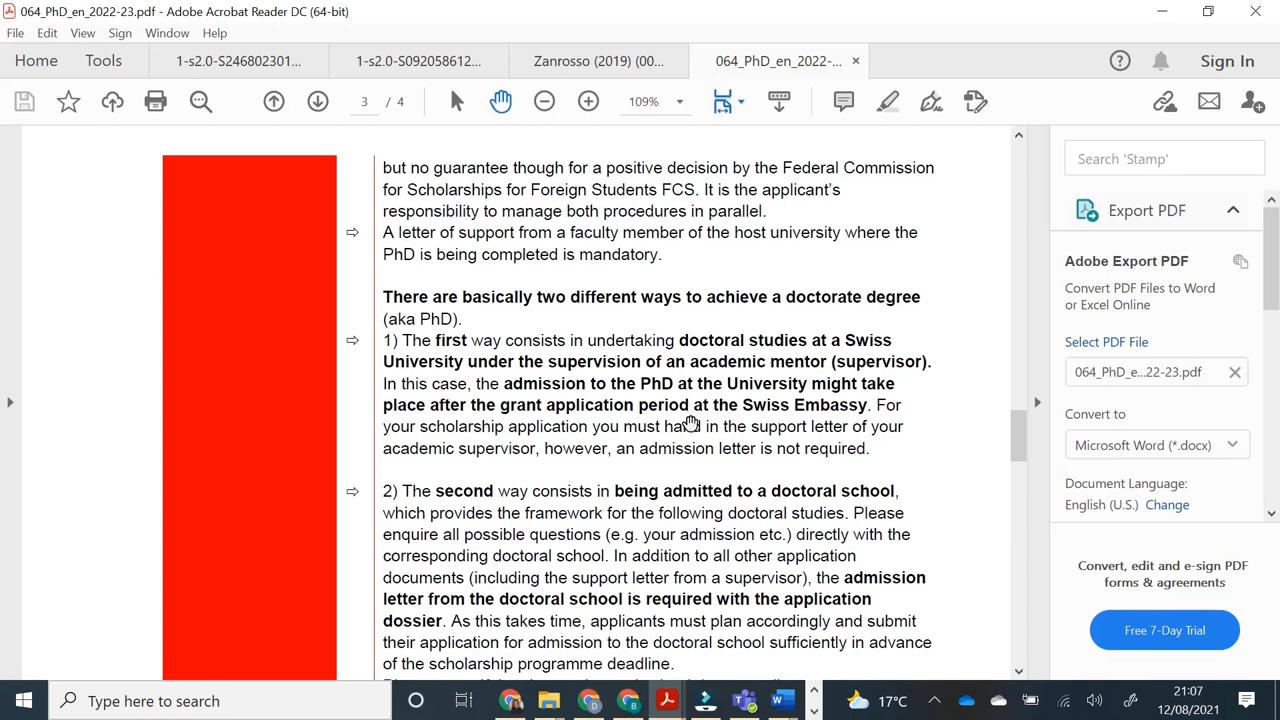 064_PhD_en_2022-23.pdf - Adobe Acrobat Reader DC (64-bit)
File Edit View Sign Window Help
Home Tools 1-s2.0-S246802301... 1-s2.0-S092058612... Zanrosso (2019) (00... 064_PhD_en_2022-... Sign In
3 / 4 109%
but no guarantee though for a positive decision by the Federal Commission
for Scholarships for Foreign Students FCS. It is the applicant's
responsibility to manage both procedures in parallel.
⇨ A letter of support from a faculty member of the host university where the
PhD is being completed is mandatory.
There are basically two different ways to achieve a doctorate degree
(aka PhD).
⇨ 1) The first way consists in undertaking doctoral studies at a Swiss
University under the supervision of an academic mentor (supervisor).
In this case, the admission to the PhD at the University might take
place after the grant application period at the Swiss Embassy. For
your scholarship application you must hand in the support letter of your
academic supervisor, however, an admission letter is not required.
⇨ 2) The second way consists in being admitted to a doctoral school,
which provides the framework for the following doctoral studies. Please
enquire all possible questions (e.g. your admission etc.) directly with the
corresponding doctoral school. In addition to all other application
documents (including the support letter from a supervisor), the admission
letter from the doctoral school is required with the application
dossier. As this takes time, applicants must plan accordingly and submit
their application for admission to the doctoral school sufficiently in advance
of the scholarship programme deadline.
Search 'Stamp'
Export PDF
Adobe Export PDF
Convert PDF Files to Word
or Excel Online
Select PDF File
064_PhD_e...22-23.pdf
Convert to
Microsoft Word (*.docx)
Document Language:
English (U.S.) Change
Convert, edit and e-sign PDF
forms & agreements
Free 7-Day Trial
Type here to search
17°C
21:07
12/08/2021